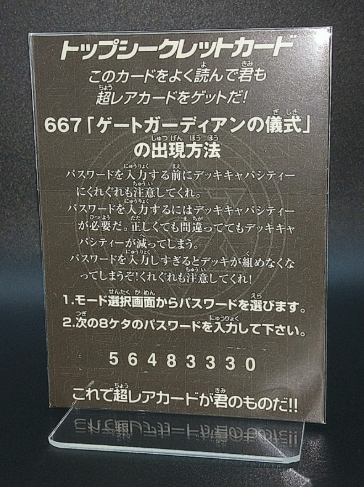 トップシークレットカード
このカードをよく読んで君も
超レアカードをゲットだ!
667「ゲートガーディアンの儀式」
の出現方法
パスワードを入力する前にデッキキャパシティー
にくれぐれも注意してくれ。
パスワードを入力するにはデッキキャパシティー
が必要だ。正しくても間違っててもデッキキャ
パシティーが減ってしまう。
パスワードを入力しすぎるとデッキが組めなくな
ってしまうぞ!くれぐれも注意してくれ!
1.モード選択画面からパスワードを選びます。
2.次の8ケタのパスワードを入力して下さい。
56483330
これで超レアカードが君のものだ!!